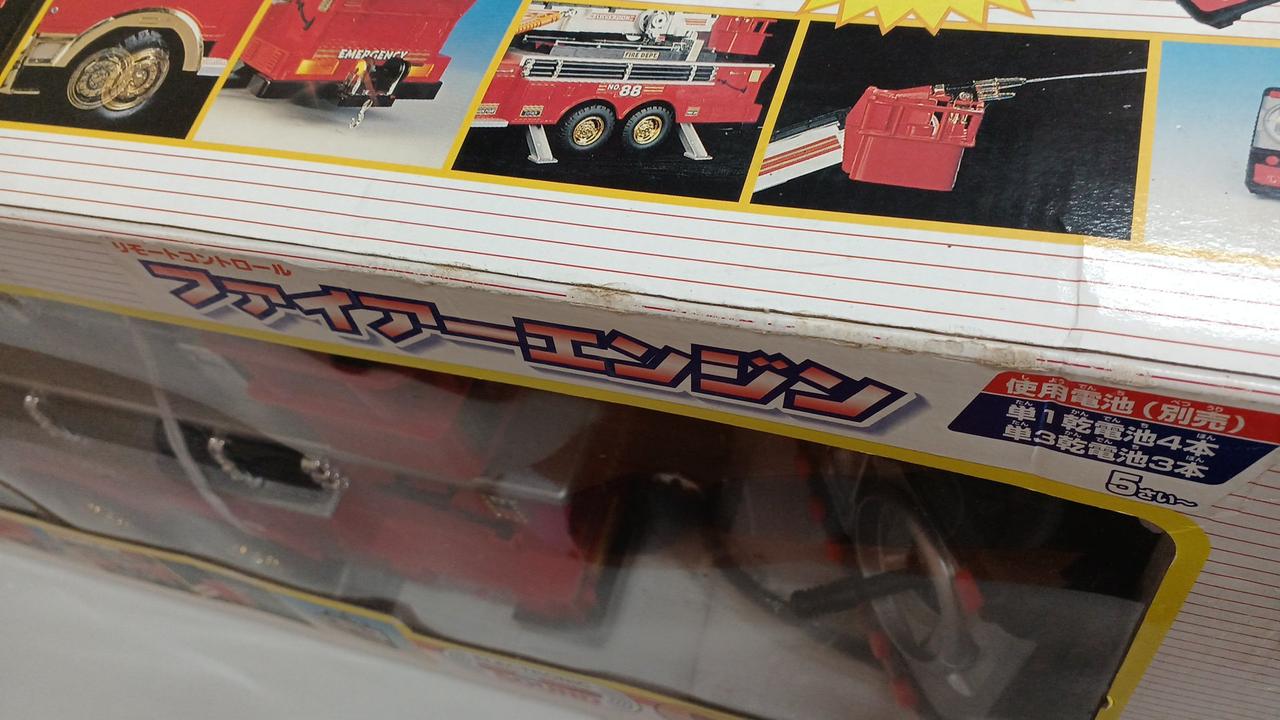 EMERGENCY
FIRE DEPT.
NO.88
リモートコントロール
ファイアーエンジン
使用電池(別売)
単1乾電池4本
単3乾電池3本
5さい〜